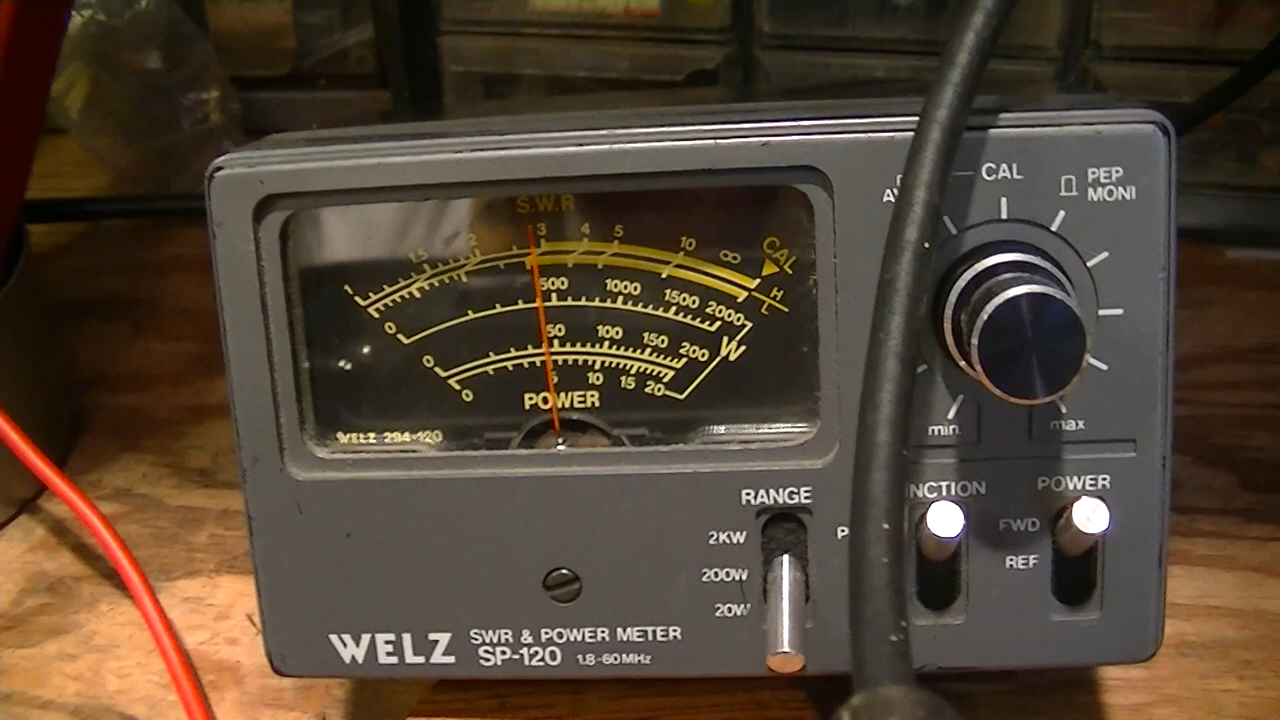 S.W.R
1 1.5 2 3 4 5 10 ∞ CAL
H
L
0 500 1000 1500 2000
0 50 100 150 200 W
0 5 10 15 20
POWER
WELZ 294-120
CAL
PEP
MONI
min.
max
RANGE
2KW
200W
20W
POWER
FWD
REF
WELZ SWR & POWER METER
SP-120 1.8-60MHz